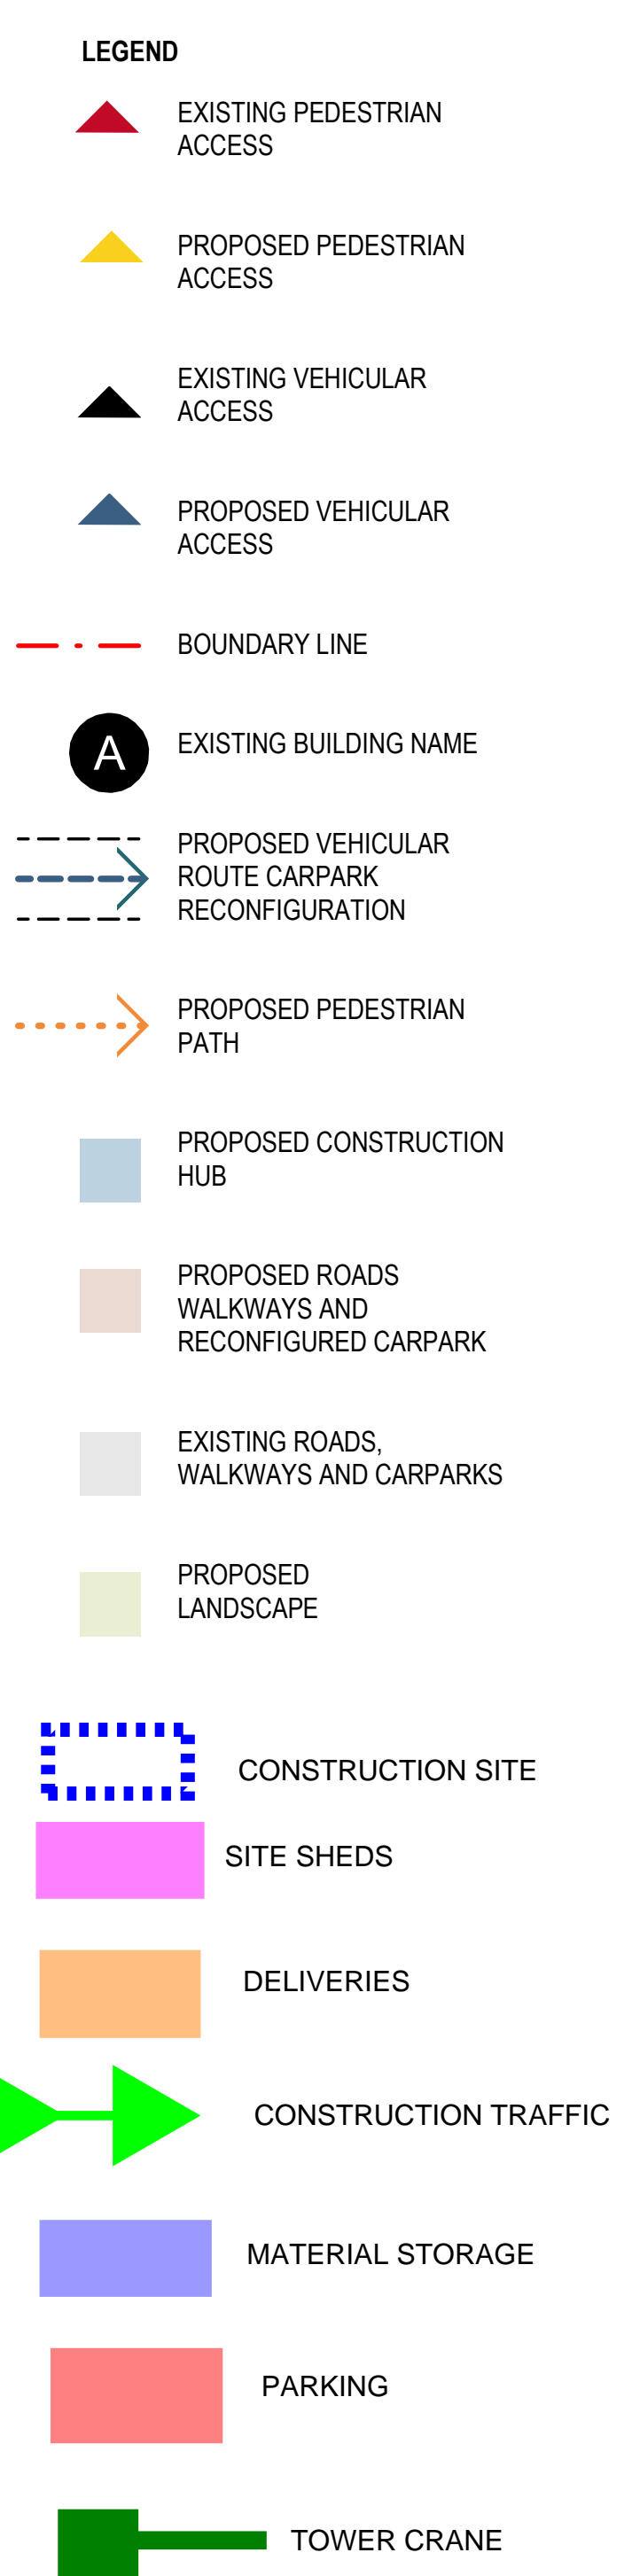 LEGEND
EXISTING PEDESTRIAN
ACCESS
PROPOSED PEDESTRIAN
ACCESS
EXISTING VEHICULAR
ACCESS
PROPOSED VEHICULAR
ACCESS
BOUNDARY LINE
A
EXISTING BUILDING NAME
PROPOSED VEHICULAR
ROUTE CARPARK
RECONFIGURATION
PROPOSED PEDESTRIAN
PATH
PROPOSED CONSTRUCTION
HUB
PROPOSED ROADS
WALKWAYS AND
RECONFIGURED CARPARK
EXISTING ROADS,
WALKWAYS AND CARPARKS
PROPOSED
LANDSCAPE
CONSTRUCTION SITE
SITE SHEDS
DELIVERIES
CONSTRUCTION TRAFFIC
MATERIAL STORAGE
PARKING
TOWER CRANE